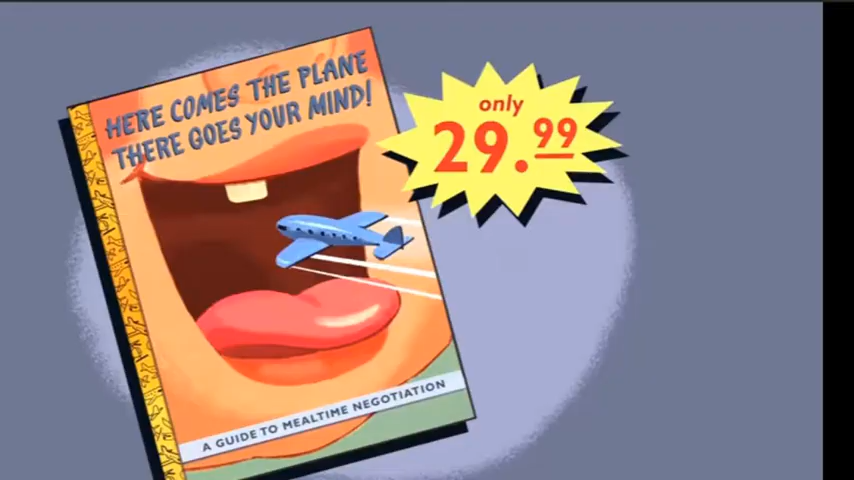 HERE COMES THE PLANE
THERE GOES YOUR MIND!
only
29.99
A GUIDE TO MEALTIME NEGOTIATION